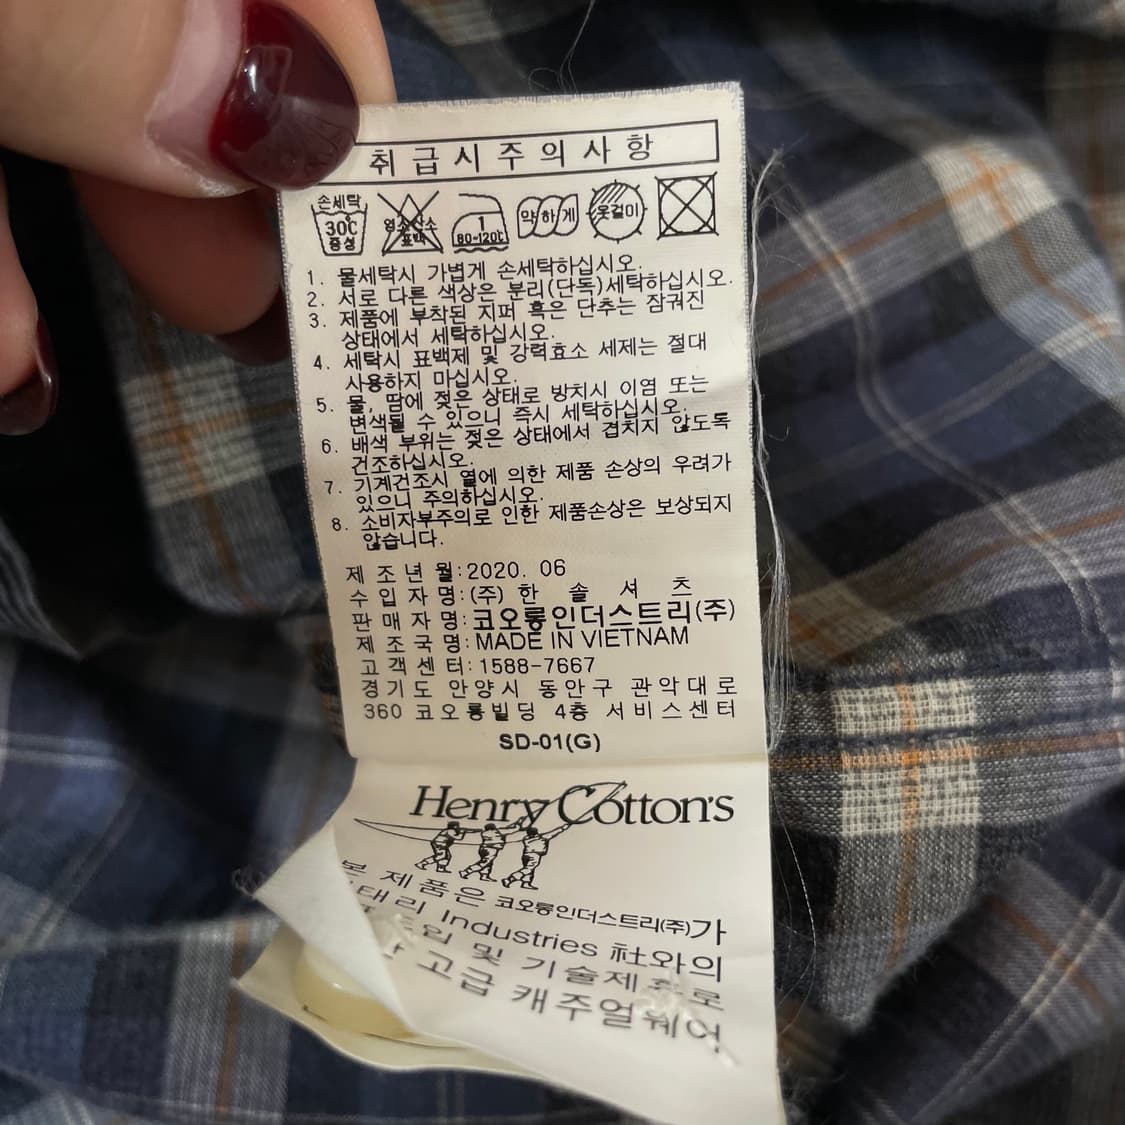 취급시주의사항
손세탁 30℃ 중성
염소산소 표백
1 80-120℃
약하게
옷걸이
1. 물세탁시 가볍게 손세탁하십시오.
2. 서로 다른 색상은 분리(단독)세탁하십시오.
3. 제품에 부착된 지퍼 혹은 단추는 잠궈진
상태에서 세탁하십시오.
4. 세탁시 표백제 및 강력효소 세제는 절대
사용하지 마십시오.
5. 물, 땀에 젖은 상태로 방치시 이염 또는
변색될 수 있으니 즉시 세탁하십시오.
6. 배색 부위는 젖은 상태에서 겹치지 않도록
건조하십시오.
7. 기계건조시 열에 의한 제품 손상의 우려가
있으니 주의하십시오.
8. 소비자부주의로 인한 제품손상은 보상되지
않습니다.
제조년월:2020. 06
수입자명:(주)한솔셔츠
판매자명:코오롱인더스트리(주)
제조국명:MADE IN VIETNAM
고객센터:1588-7667
경기도 안양시 동안구 관악대로
360 코오롱빌딩 4층 서비스센터
SD-01(G)
Henry Cotton's
본 제품은 코오롱인더스트리(주)가
Industries 社와의
및 기술제휴로
고급 캐주얼웨어